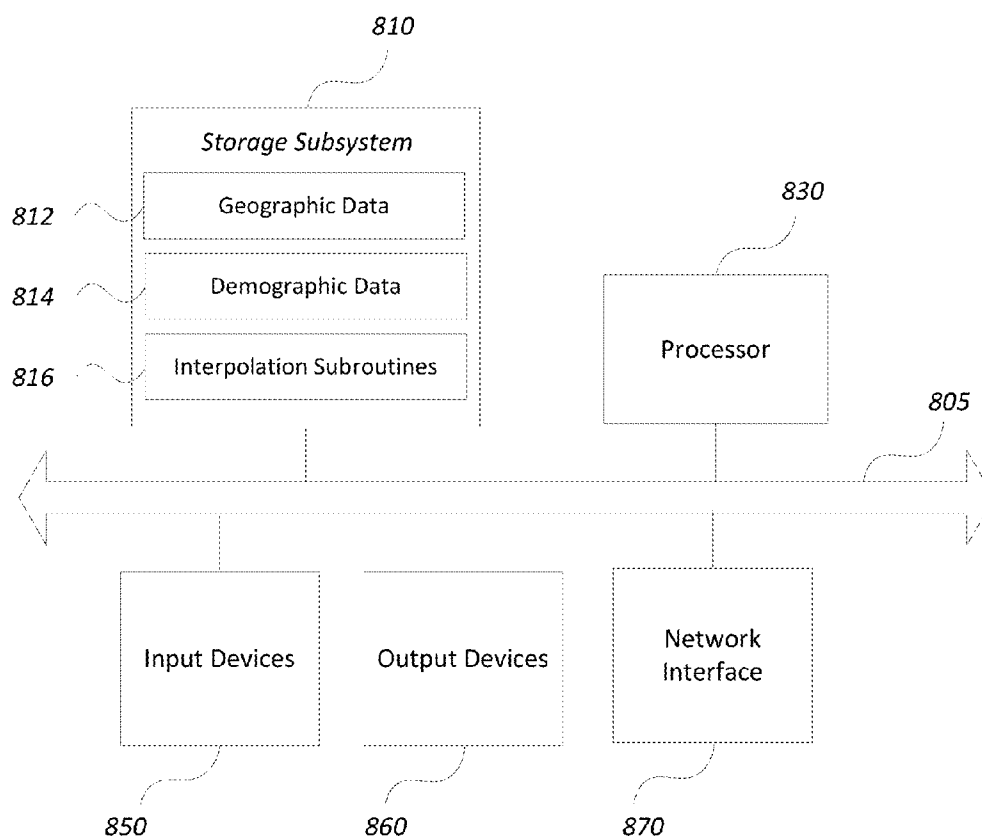 810
Storage Subsystem
812
Geographic Data
814
Demographic Data
816
Interpolation Subroutines
830
Processor
805
Input Devices
Output Devices
Network
Interface
850
860
870